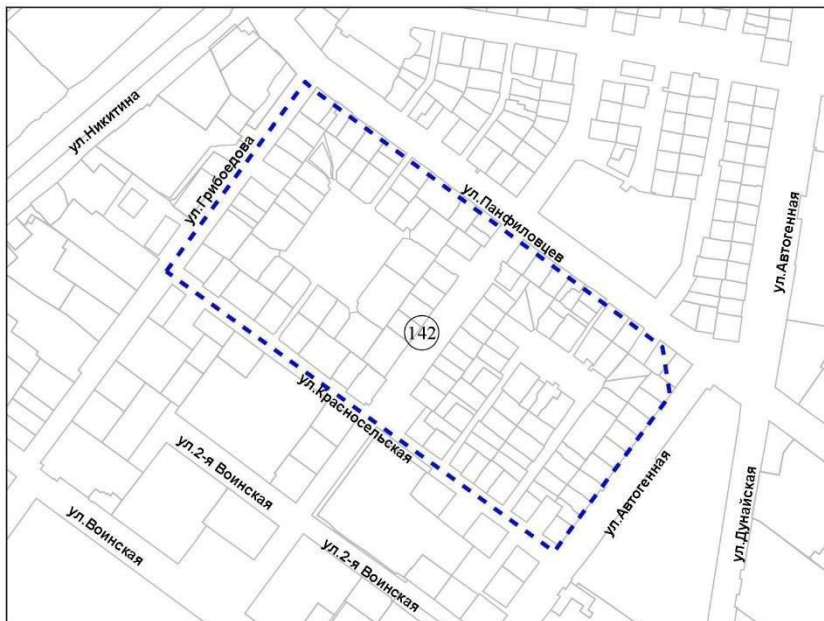 ул.Никитина
ул.Грибоедова
ул.Панфиловцев
ул.Автогенная
142
ул.Красносельская
ул.2-я Воинская
ул.Воинская
ул.2-я Воинская
ул.Автогенная
ул.Дунайская